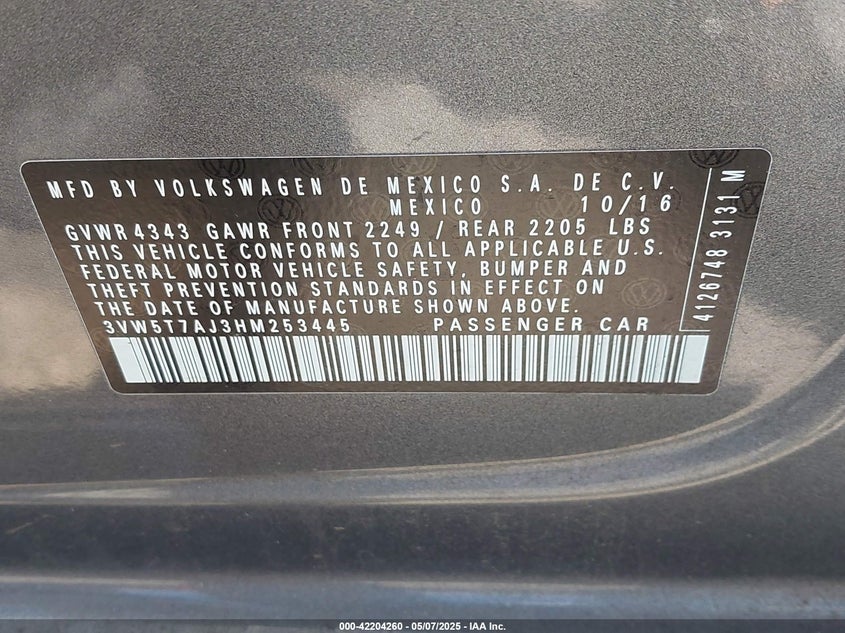 MFD BY VOLKSWAGEN DE MEXICO S.A. DE C.V.
MEXICO 10/16
GVWR 4343 GAWR FRONT 2249 / REAR 2205 LBS
THIS VEHICLE CONFORMS TO ALL APPLICABLE U.S.
FEDERAL MOTOR VEHICLE SAFETY, BUMPER AND
THEFT PREVENTION STANDARDS IN EFFECT ON
THE DATE OF MANUFACTURE SHOWN ABOVE.
3VW5T7AJ3HM253445 PASSENGER CAR
4126748 3131 M
000-42204260 - 05/07/2025 - IAA Inc.